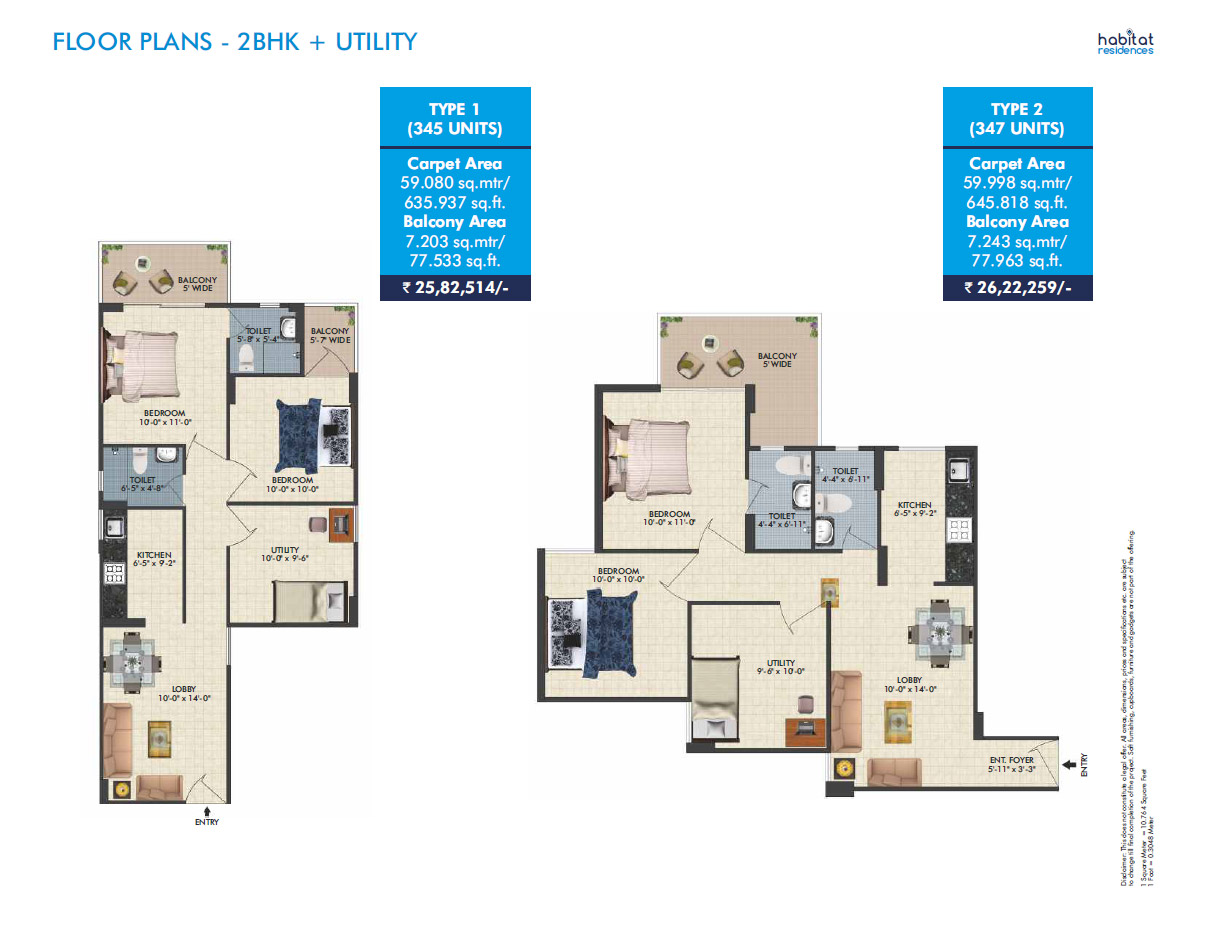 FLOOR PLANS - 2BHK + UTILITY
habitat
residences
TYPE 1
(345 UNITS)
Carpet Area
59.080 sq.mtr/
635.937 sq.ft.
Balcony Area
7.203 sq.mtr/
77.533 sq.ft.
₹ 25,82,514/-
TYPE 2
(347 UNITS)
Carpet Area
59.998 sq.mtr/
645.818 sq.ft.
Balcony Area
7.243 sq.mtr/
77.963 sq.ft.
₹ 26,22,259/-
BALCONY
5' WIDE
TOILET
5'-8" x 5'-4"
BALCONY
5'-7" WIDE
BEDROOM
10'-0" x 11'-0"
BEDROOM
10'-0" x 10'-0"
TOILET
6'-5" x 4'-8"
KITCHEN
6'-5" x 9'-2"
UTILITY
10'-0" x 9'-6"
LOBBY
10'-0" x 14'-0"
ENTRY
BALCONY
5' WIDE
BEDROOM
10'-0" x 11'-0"
TOILET
4'-4" x 6'-11"
TOILET
4'-4" x 6'-11"
KITCHEN
6'-5" x 9'-2"
BEDROOM
10'-0" x 10'-0"
UTILITY
9'-6" x 10'-0"
LOBBY
10'-0" x 14'-0"
ENT. FOYER
5'-11" x 3'-3"
ENTRY
Disclaimer: This does not constitute a legal offer. All areas, dimensions, prices and specifications etc. are subject
to change till final completion of the project. Soft furnishing, cupboards, furniture and gadgets are not part of the offering.
1 Square Meter = 10.764 Square Feet
1 Foot = 0.3048 Meter